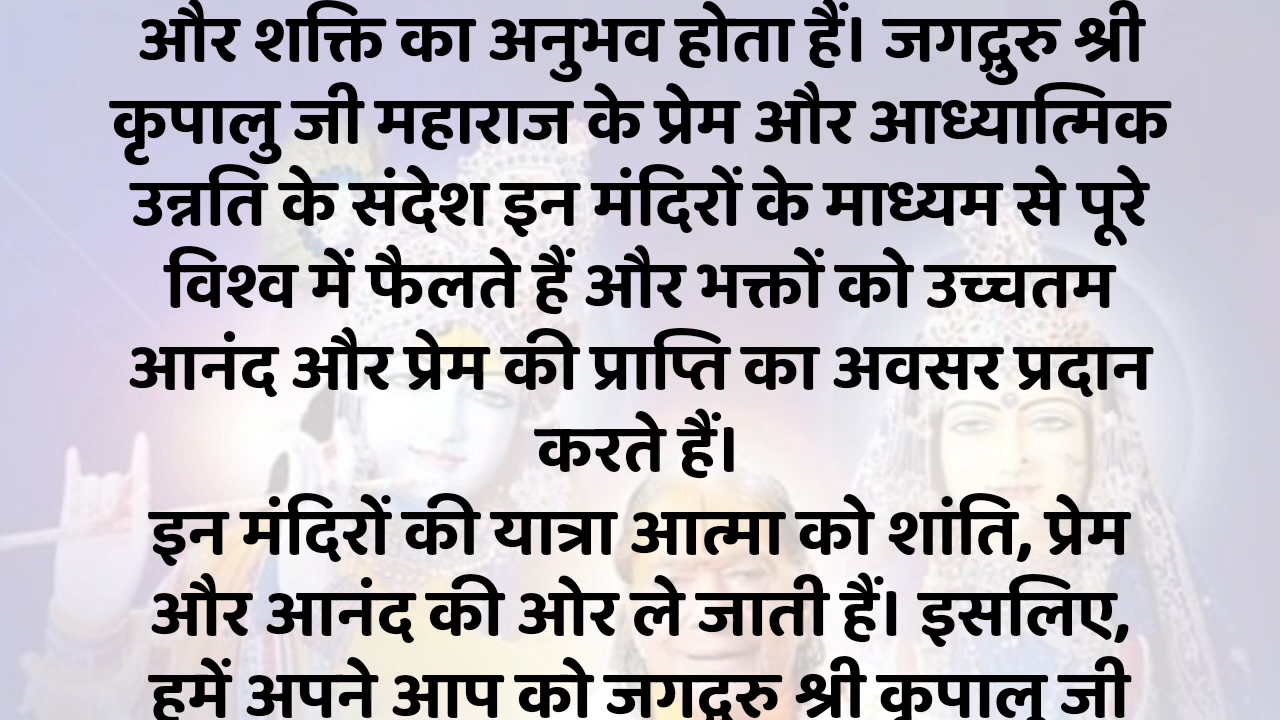 और शक्ति का अनुभव होता हैं। जगद्गुरु श्री
कृपालु जी महाराज के प्रेम और आध्यात्मिक
उन्नति के संदेश इन मंदिरों के माध्यम से पूरे
विश्व में फैलते हैं और भक्तों को उच्चतम
आनंद और प्रेम की प्राप्ति का अवसर प्रदान
करते हैं।
इन मंदिरों की यात्रा आत्मा को शांति, प्रेम
और आनंद की ओर ले जाती हैं। इसलिए,
हमें अपने आप को जगद्गुरु श्री कृपालु जी